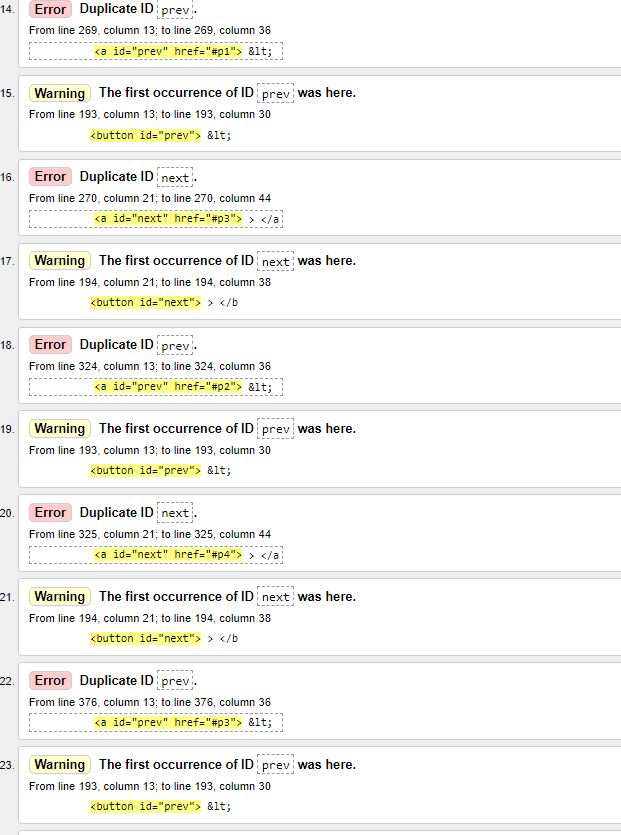 14. Error Duplicate ID prev.
From line 269, column 13; to line 269, column 36
<a id="prev" href="#p1"> &lt;
15. Warning The first occurrence of ID prev was here.
From line 193, column 13; to line 193, column 30
<button id="prev"> &lt;
16. Error Duplicate ID next.
From line 270, column 21; to line 270, column 44
<a id="next" href="#p3"> > </a
17. Warning The first occurrence of ID next was here.
From line 194, column 21; to line 194, column 38
<button id="next"> > </b
18. Error Duplicate ID prev.
From line 324, column 13; to line 324, column 36
<a id="prev" href="#p2"> &lt;
19. Warning The first occurrence of ID prev was here.
From line 193, column 13; to line 193, column 30
<button id="prev"> &lt;
20. Error Duplicate ID next.
From line 325, column 21; to line 325, column 44
<a id="next" href="#p4"> > </a
21. Warning The first occurrence of ID next was here.
From line 194, column 21; to line 194, column 38
<button id="next"> > </b
22. Error Duplicate ID prev.
From line 376, column 13; to line 376, column 36
<a id="prev" href="#p3"> &lt;
23. Warning The first occurrence of ID prev was here.
From line 193, column 13; to line 193, column 30
<button id="prev"> &lt;